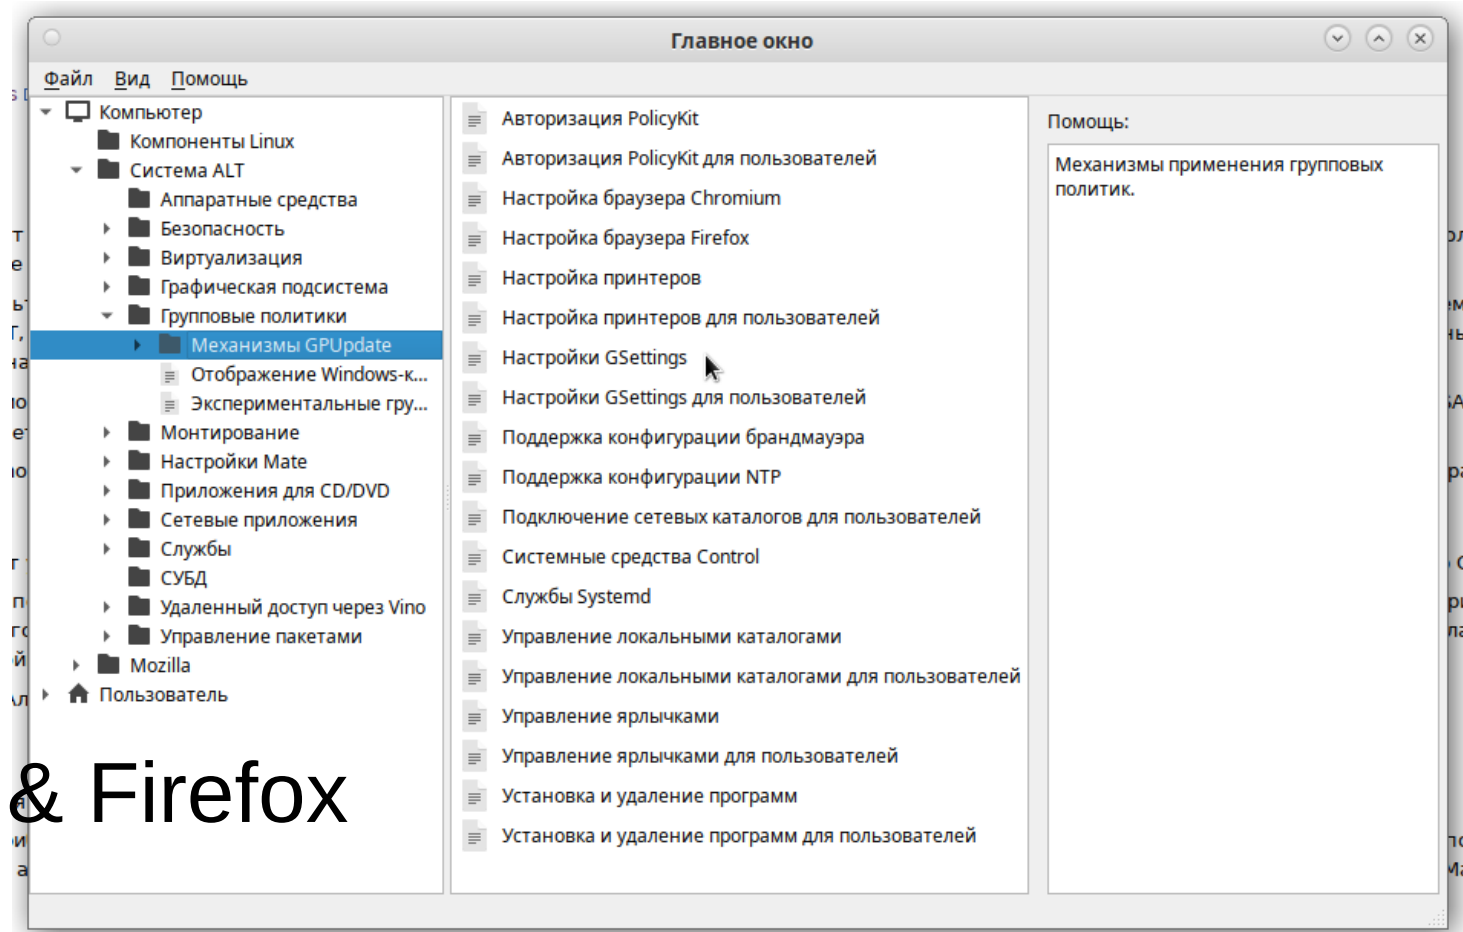 Главное окно
Файл Вид Помощь
Компьютер
Компоненты Linux
Система ALT
Аппаратные средства
Безопасность
Виртуализация
Графическая подсистема
Групповые политики
Механизмы GPUpdate
Отображение Windows-к...
Экспериментальные гру...
Монтирование
Настройки Mate
Приложения для CD/DVD
Сетевые приложения
Службы
СУБД
Удаленный доступ через Vino
Управление пакетами
Mozilla
Пользователь
& Firefox
Авторизация PolicyKit
Авторизация PolicyKit для пользователей
Настройка браузера Chromium
Настройка браузера Firefox
Настройка принтеров
Настройка принтеров для пользователей
Настройки GSettings
Настройки GSettings для пользователей
Поддержка конфигурации брандмауэра
Поддержка конфигурации NTP
Подключение сетевых каталогов для пользователей
Системные средства Control
Службы Systemd
Управление локальными каталогами
Управление локальными каталогами для пользователей
Управление ярлычками
Управление ярлычками для пользователей
Установка и удаление программ
Установка и удаление программ для пользователей
Помощь:
Механизмы применения групповых
политик.